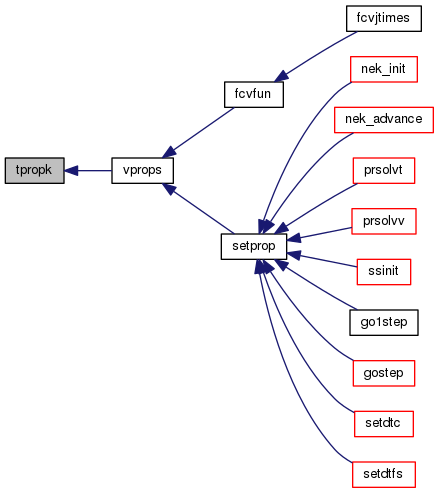 fcvjtimes
nek_init
fcvfun
nek_advance
tpropk
vprops
prsolvt
prsolvv
setprop
ssinit
go1step
gostep
setdtc
setdtfs